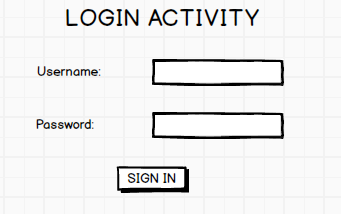 LOGIN ACTIVITY
Username:
Password:
SIGN IN